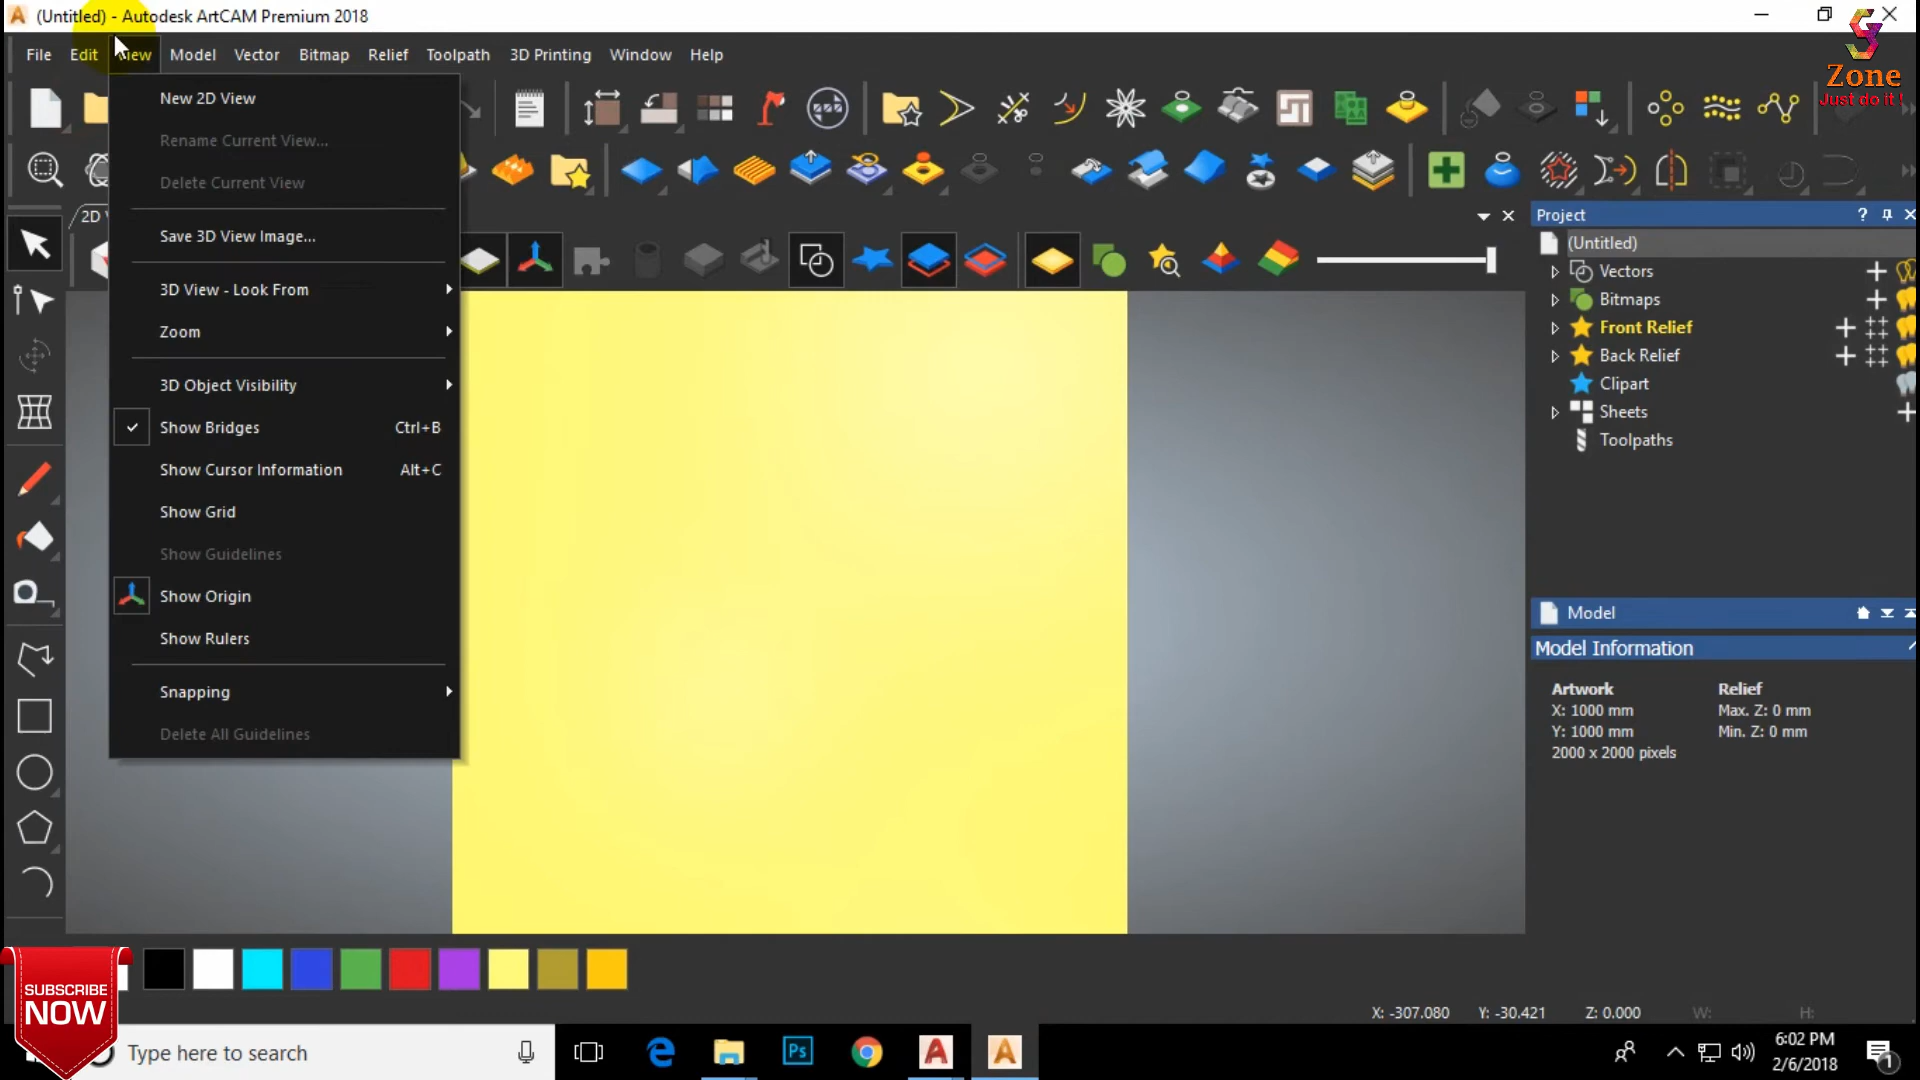 (Untitled) - Autodesk ArtCAM Premium 2018
Zone
Just do it !
File Edit View Model Vector Bitmap Relief Toolpath 3D Printing Window Help
New 2D View
Rename Current View...
Delete Current View
Save 3D View Image...
3D View - Look From
Zoom
3D Object Visibility
Show Bridges Ctrl+B
Show Cursor Information Alt+C
Show Grid
Show Guidelines
Show Origin
Show Rulers
Snapping
Delete All Guidelines
2D
Project
(Untitled)
Vectors
Bitmaps
Front Relief
Back Relief
Clipart
Sheets
Toolpaths
Model
Model Information
Artwork Relief
X: 1000 mm Max. Z: 0 mm
Y: 1000 mm Min. Z: 0 mm
2000 x 2000 pixels
SUBSCRIBE
NOW
X: -307.080 Y: -30.421 Z: 0.000 W: H:
Type here to search
Ps
6:02 PM
2/6/2018
1